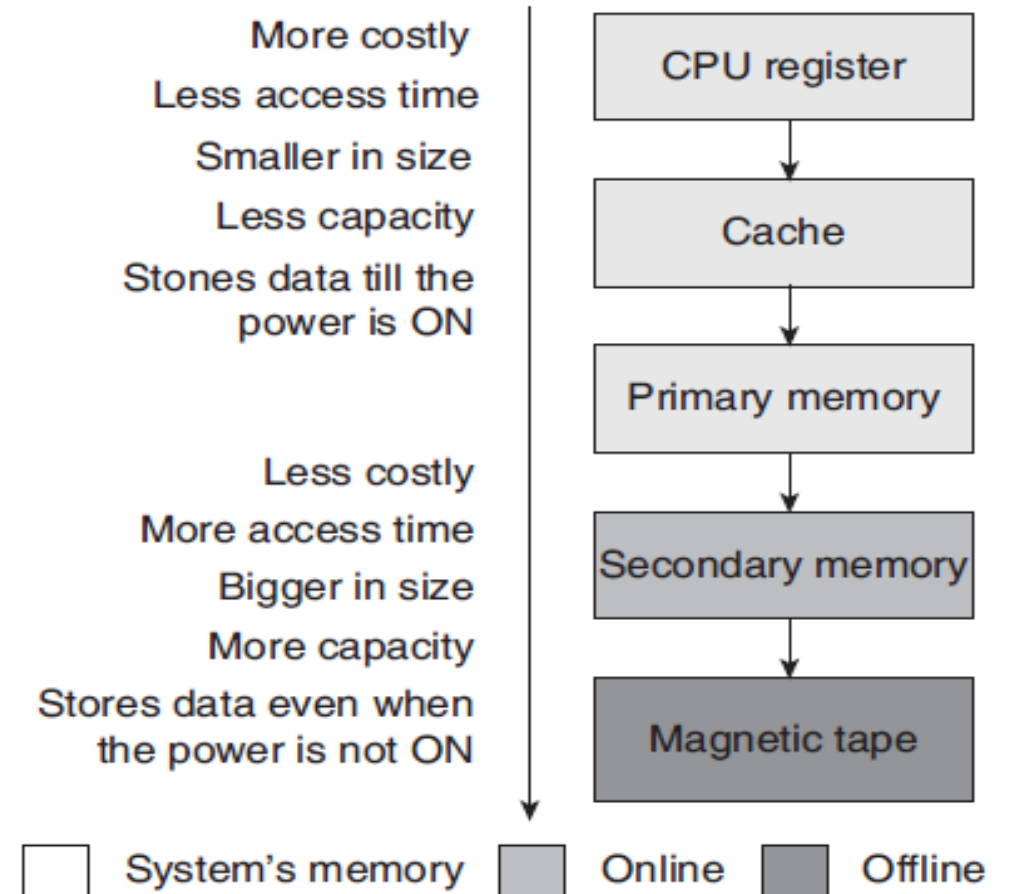 More costly
Less access time
Smaller in size
Less capacity
Stones data till the
power is ON
Less costly
More access time
Bigger in size
More capacity
Stores data even when
the power is not ON
CPU register
Cache
Primary memory
Secondary memory
Magnetic tape
System's memory
Online
Offline